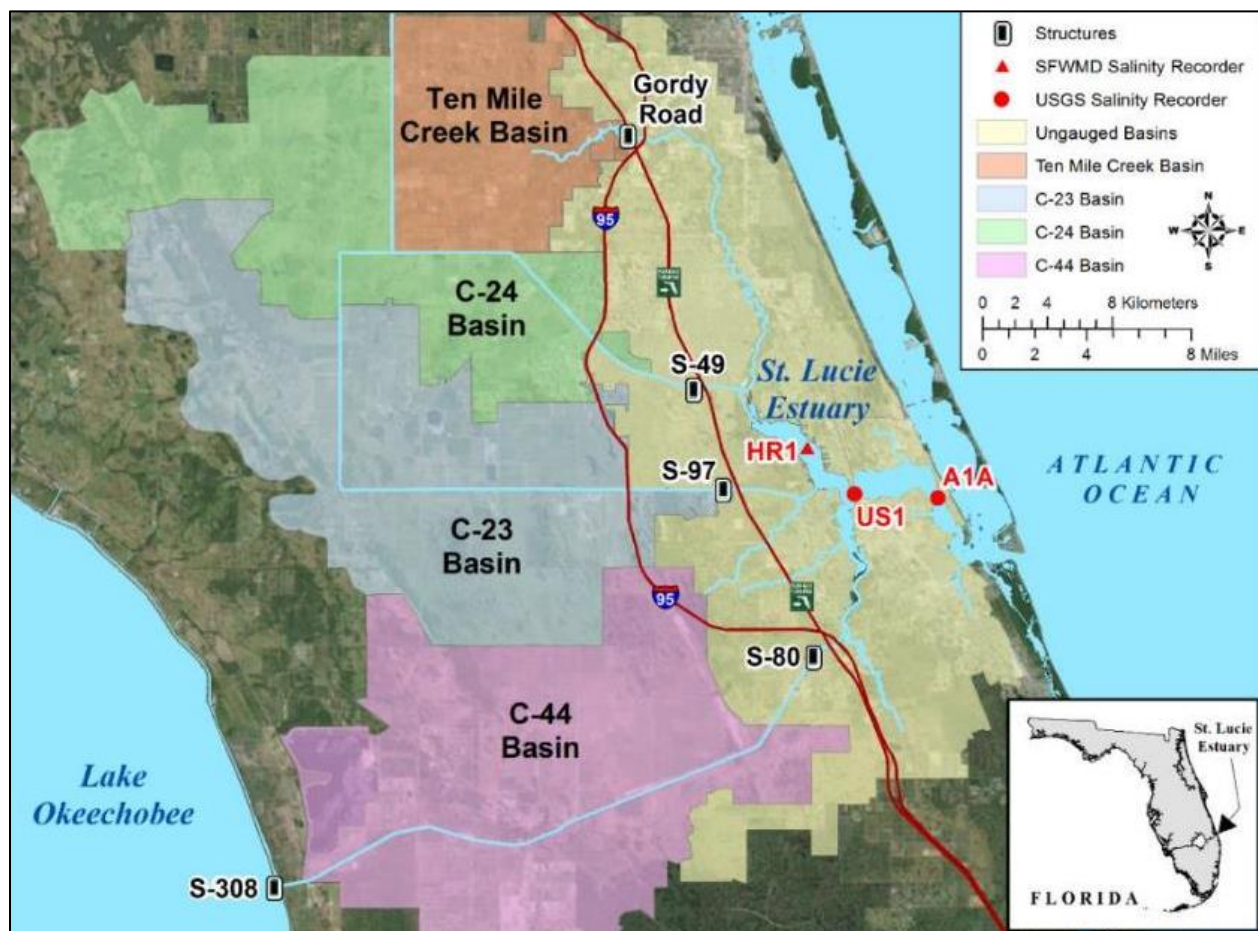 Structures
SFWMD Salinity Recorder
USGS Salinity Recorder
Ungauged Basins
Ten Mile Creek Basin
C-23 Basin
C-24 Basin
C-44 Basin
N
W
E
S
0 2 4 8 Kilometers
0 2 4 8 Miles
Ten Mile
Creek Basin
Gordy
Road
95
C-24
Basin
S-49
St. Lucie
Estuary
HR1
S-97
A1A
US1
ATLANTIC
OCEAN
C-23
Basin
95
S-80
C-44
Basin
Lake
Okeechobee
S-308
St. Lucie
Estuary
FLORIDA